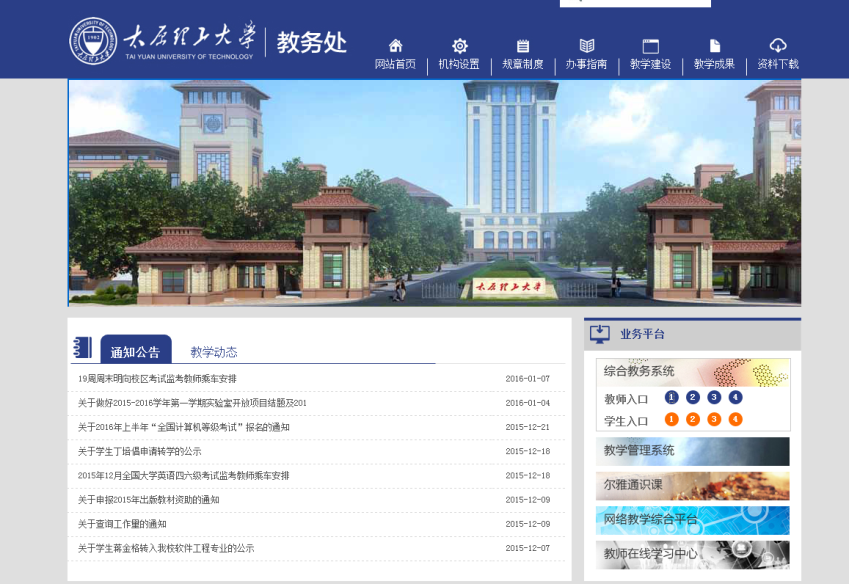 太原理工大学
TAI YUAN UNIVERSITY OF TECHNOLOGY
教务处
网站首页
机构设置
规章制度
办事指南
教学建设
教学成果
资料下载
太原理工大学
通知公告
教学动态
19周周末明向校区考试监考教师乘车安排 2016-01-07
关于做好2015-2016学年第一学期实验室开放项目结题及201 2016-01-04
关于2016年上半年“全国计算机等级考试”报名的通知 2015-12-21
关于学生丁培倡申请转学的公示 2015-12-18
2015年12月全国大学英语四六级考试监考教师乘车安排 2015-12-18
关于申报2015年出版教材资助的通知 2015-12-09
关于查询工作量的通知 2015-12-09
关于学生蒋金格转入我校软件工程专业的公示 2015-12-07
业务平台
综合教务系统
教师入口 1 2 3 4
学生入口 1 2 3 4
教学管理系统
尔雅通识课
网络教学综合平台
教师在线学习中心